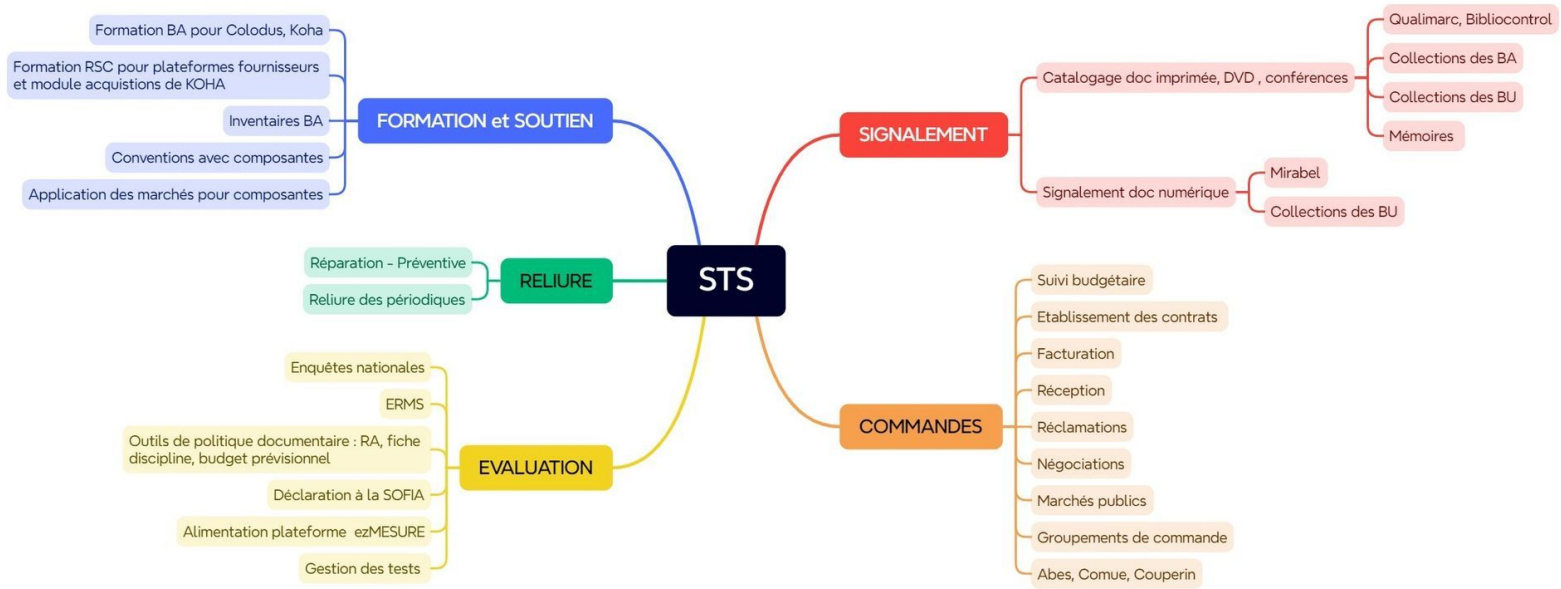 STS
FORMATION et SOUTIEN
Formation BA pour Colodus, Koha
Formation RSC pour plateformes fournisseurs
et module acquistions de KOHA
Inventaires BA
Conventions avec composantes
Application des marchés pour composantes
RELIURE
Réparation - Préventive
Reliure des périodiques
EVALUATION
Enquêtes nationales
ERMS
Outils de politique documentaire : RA, fiche
discipline, budget prévisionnel
Déclaration à la SOFIA
Alimentation plateforme ezMESURE
Gestion des tests
SIGNALEMENT
Catalogage doc imprimée, DVD , conférences
Qualimarc, Bibliocontrol
Collections des BA
Collections des BU
Mémoires
Signalement doc numérique
Mirabel
Collections des BU
COMMANDES
Suivi budgétaire
Etablissement des contrats
Facturation
Réception
Réclamations
Négociations
Marchés publics
Groupements de commande
Abes, Comue, Couperin